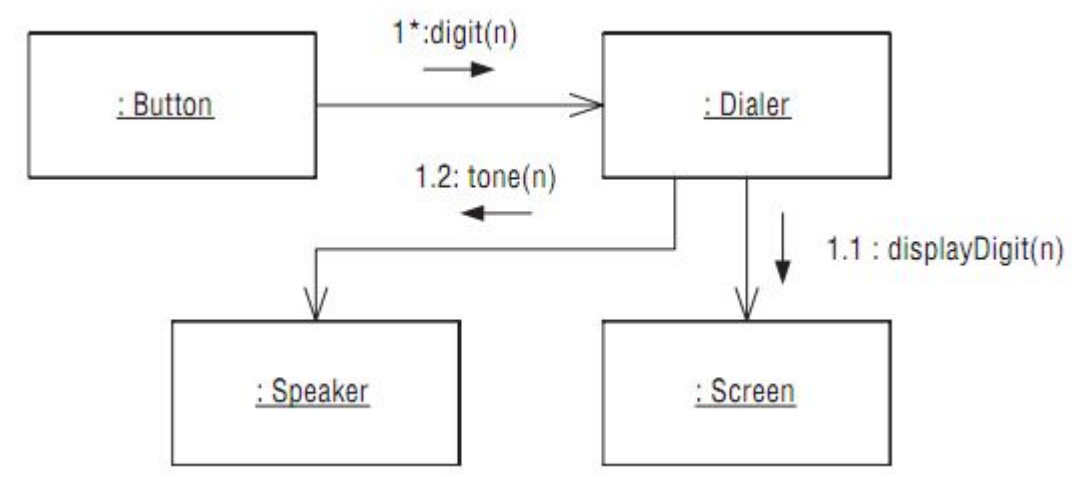 1*:digit(n)
: Button
: Dialer
1.2: tone(n)
1.1 : displayDigit(n)
: Speaker
: Screen